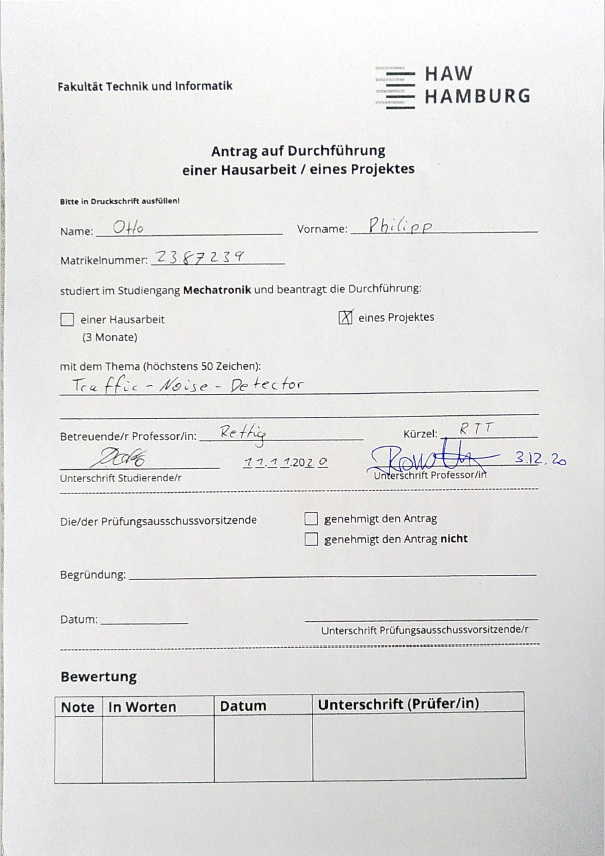 Fakultät Technik und Informatik
HAW
HAMBURG
Antrag auf Durchführung
einer Hausarbeit / eines Projektes
Bitte in Druckschrift ausfüllen!
Name: Otto Vorname: Philipp
Matrikelnummer: 2387239
studiert im Studiengang Mechatronik und beantragt die Durchführung:
einer Hausarbeit X eines Projektes
(3 Monate)
mit dem Thema (höchstens 50 Zeichen):
Traffic-Noise-Detector
Betreuende/r Professor/in: Rettig Kürzel: RTT
11.11.2020 3.12.20
Unterschrift Studierende/r Unterschrift Professor/in
Die/der Prüfungsausschussvorsitzende genehmigt den Antrag
genehmigt den Antrag nicht
Begründung:
Datum:
Unterschrift Prüfungsausschussvorsitzende/r
Bewertung
Note In Worten Datum Unterschrift (Prüfer/in)